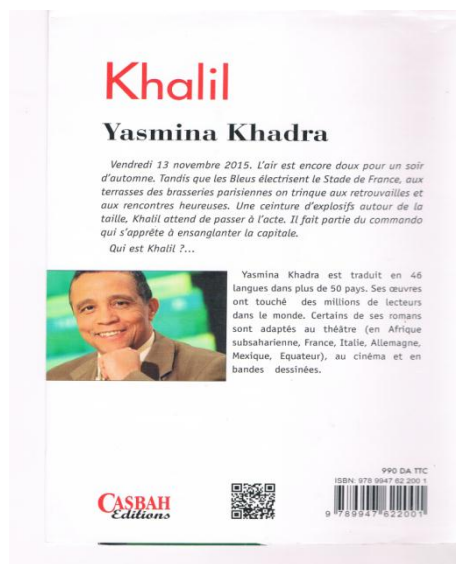 Khalil
Yasmina Khadra
Vendredi 13 novembre 2015. L'air est encore doux pour un soir
d'automne. Tandis que les Bleus électrisent le Stade de France, aux
terrasses des brasseries parisiennes on trinque aux retrouvailles et
aux rencontres heureuses. Une ceinture d'explosifs autour de la
taille, Khalil attend de passer à l'acte. Il fait partie du commando
qui s'apprête à ensanglanter la capitale.
Qui est Khalil ?...
Yasmina Khadra est traduit en 46
langues dans plus de 50 pays. Ses œuvres
ont touché des millions de lecteurs
dans le monde. Certains de ses romans
sont adaptés au théâtre (en Afrique
subsaharienne, France, Italie, Allemagne,
Mexique, Equateur), au cinéma et en
bandes dessinées.
990 DA TTC
ISBN: 978 9947 62 200 1
9 789947 622001
CASBAH
Editions